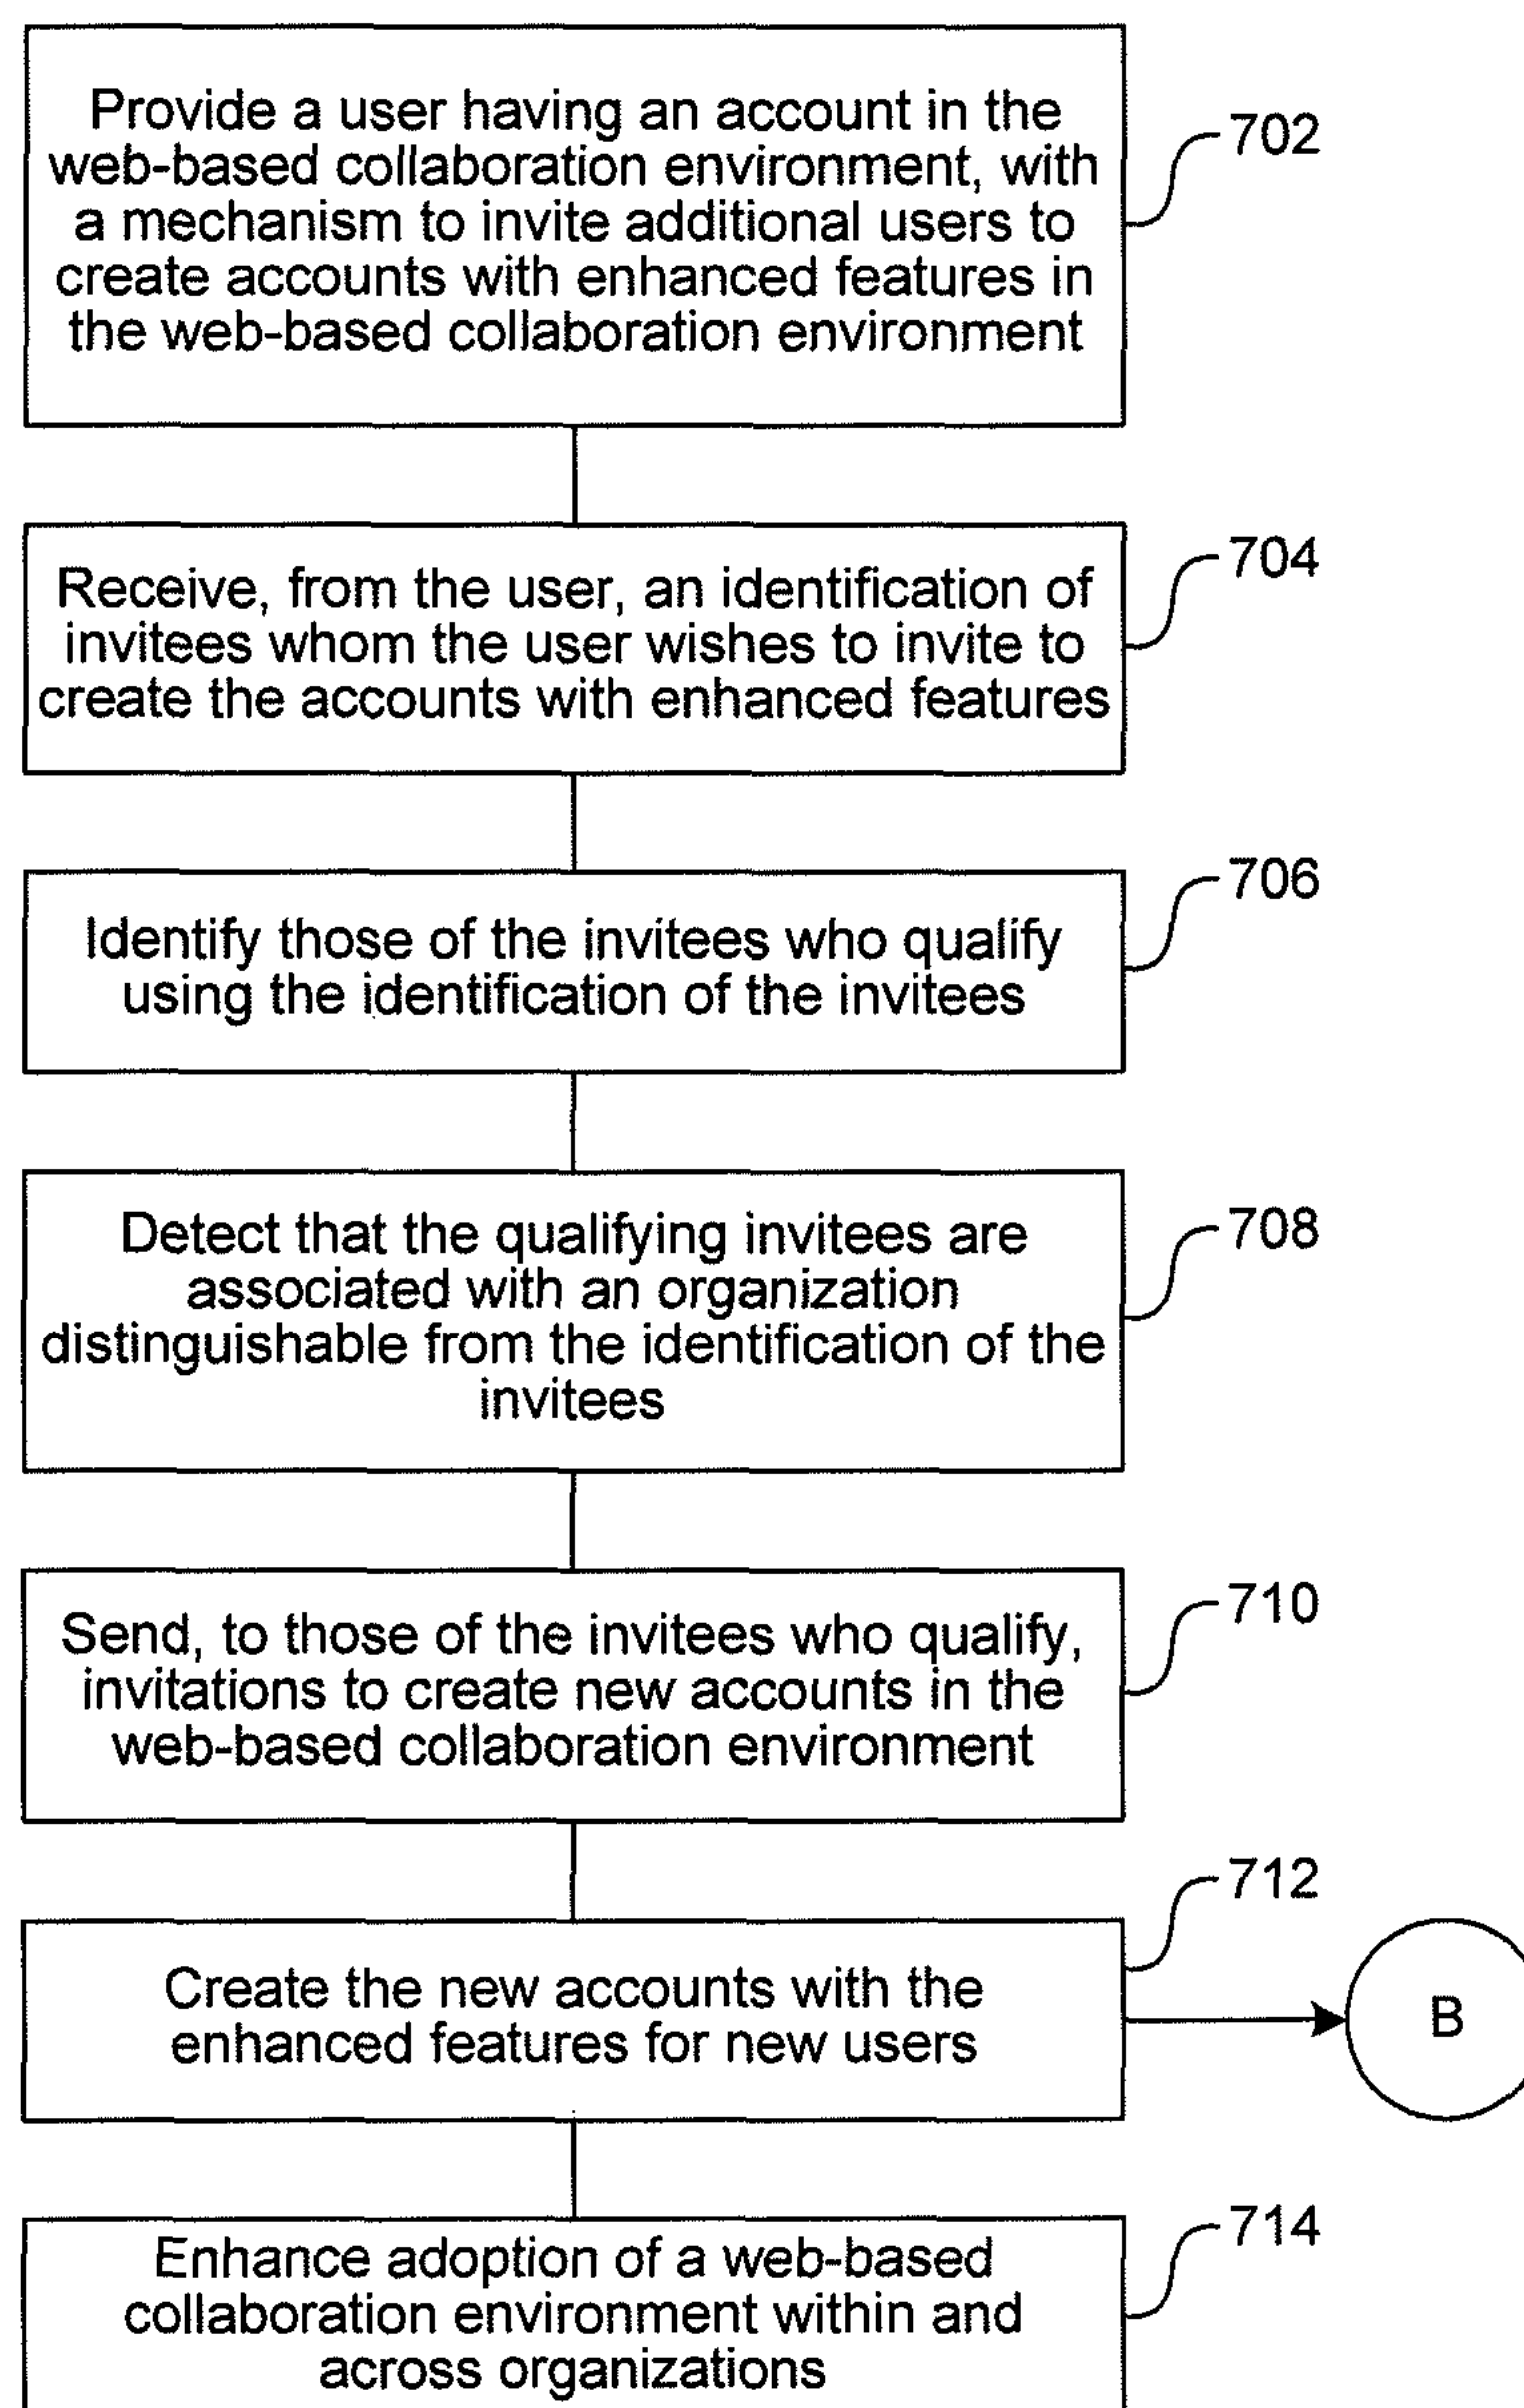 Provide a user having an account in the
web-based collaboration environment, with
a mechanism to invite additional users to
create accounts with enhanced features in
the web-based collaboration environment
702
Receive, from the user, an identification of
invitees whom the user wishes to invite to
create the accounts with enhanced features
704
Identify those of the invitees who qualify
using the identification of the invitees
706
Detect that the qualifying invitees are
associated with an organization
distinguishable from the identification of the
invitees
708
Send, to those of the invitees who qualify,
invitations to create new accounts in the
web-based collaboration environment
710
Create the new accounts with the
enhanced features for new users
712
B
Enhance adoption of a web-based
collaboration environment within and
across organizations
714